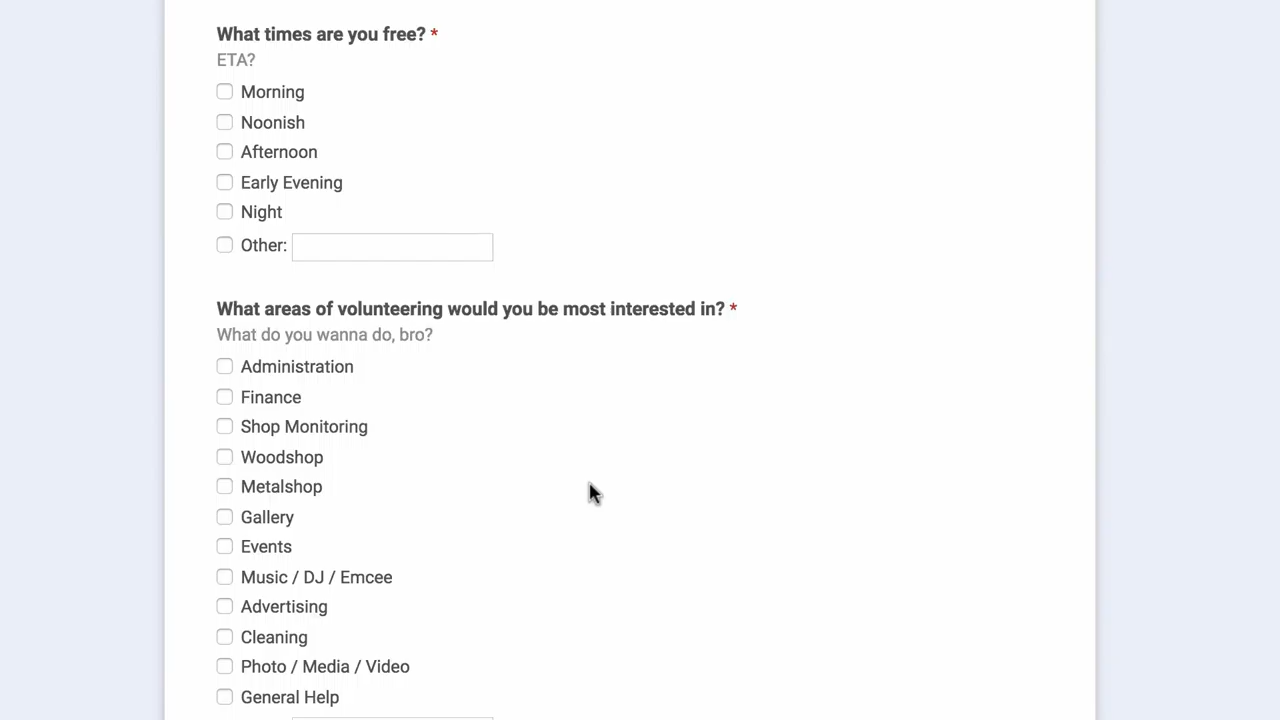 What times are you free? *
ETA?
Morning
Noonish
Afternoon
Early Evening
Night
Other:
What areas of volunteering would you be most interested in? *
What do you wanna do, bro?
Administration
Finance
Shop Monitoring
Woodshop
Metalshop
Gallery
Events
Music / DJ / Emcee
Advertising
Cleaning
Photo / Media / Video
General Help